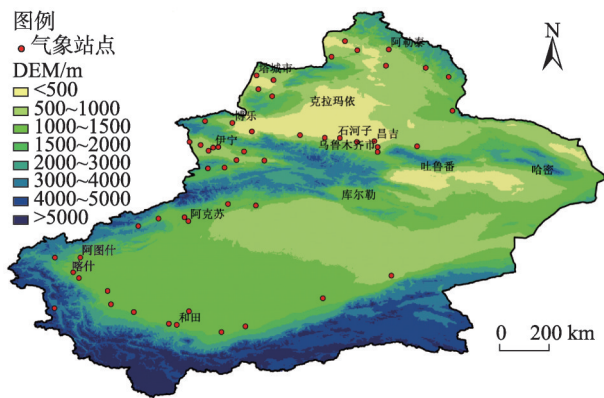 图例
气象站点
DEM/m
<500
500~1000
1000~1500
1500~2000
2000~3000
3000~4000
4000~5000
>5000
N
阿勒泰
塔城市
克拉玛依
博乐
石河子
昌吉
伊宁
乌鲁木齐市
吐鲁番
哈密
库尔勒
阿克苏
阿图什
喀什
和田
0 200 km